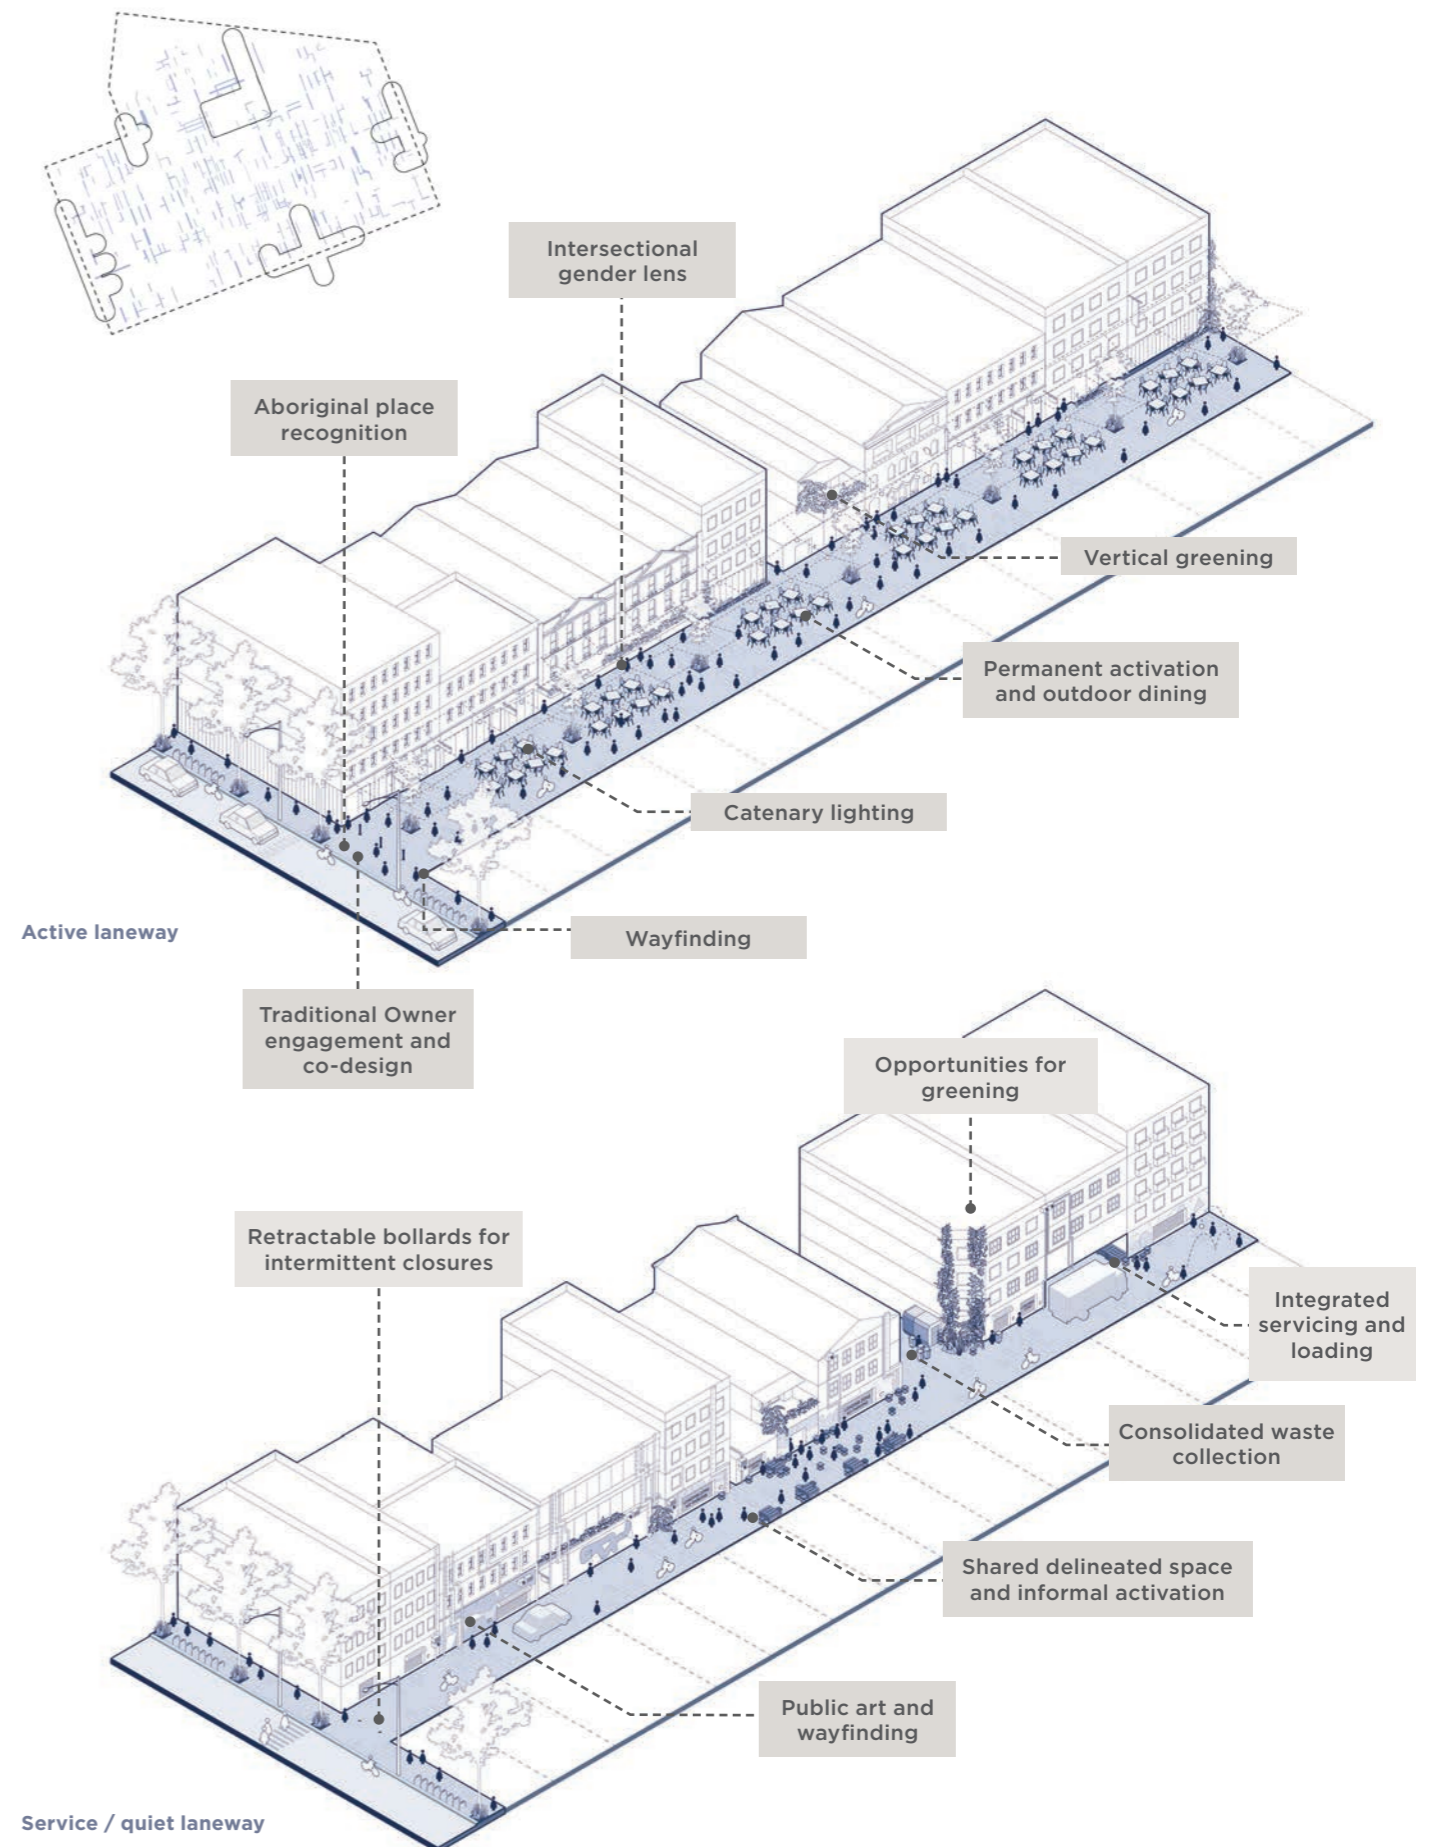 Intersectional
gender lens
Aboriginal place
recognition
Vertical greening
Permanent activation
and outdoor dining
Catenary lighting
Active laneway
Wayfinding
Traditional Owner
engagement and
co-design
Opportunities for
greening
Retractable bollards for
intermittent closures
Integrated
servicing and
loading
Consolidated waste
collection
Shared delineated space
and informal activation
Public art and
wayfinding
Service / quiet laneway